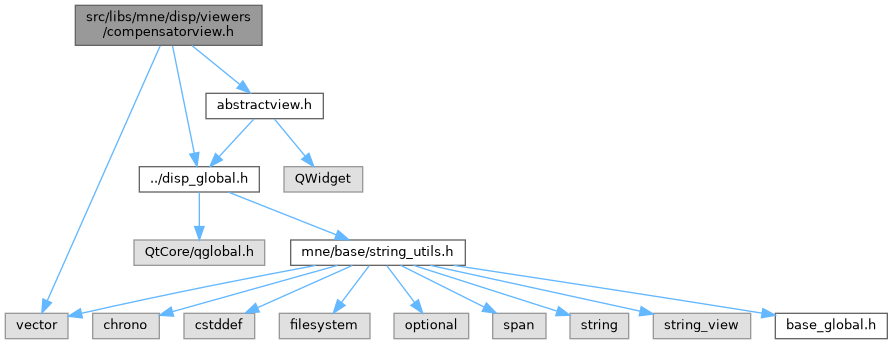 src/libs/mne/disp/viewers
/compensatorview.h
abstractview.h
../disp_global.h
QWidget
QtCore/qglobal.h
mne/base/string_utils.h
vector
chrono
cstddef
filesystem
optional
span
string
string_view
base_global.h